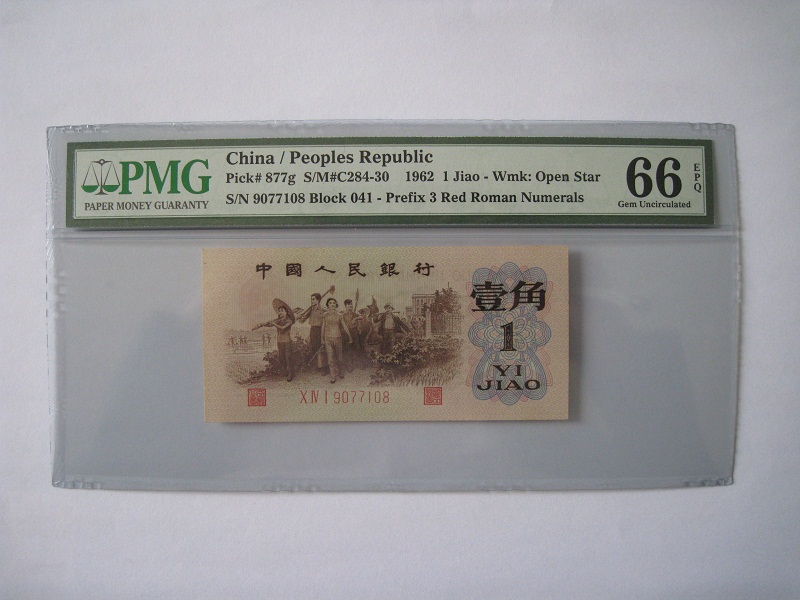 PMG
PAPER MONEY GUARANTY
China / Peoples Republic
Pick# 877g S/M#C284-30 1962 1 Jiao - Wmk: Open Star
S/N 9077108 Block 041 - Prefix 3 Red Roman Numerals
66 EPQ
Gem Uncirculated
中國人民銀行
壹角
1
YI
JIAO
X IV I 9077108